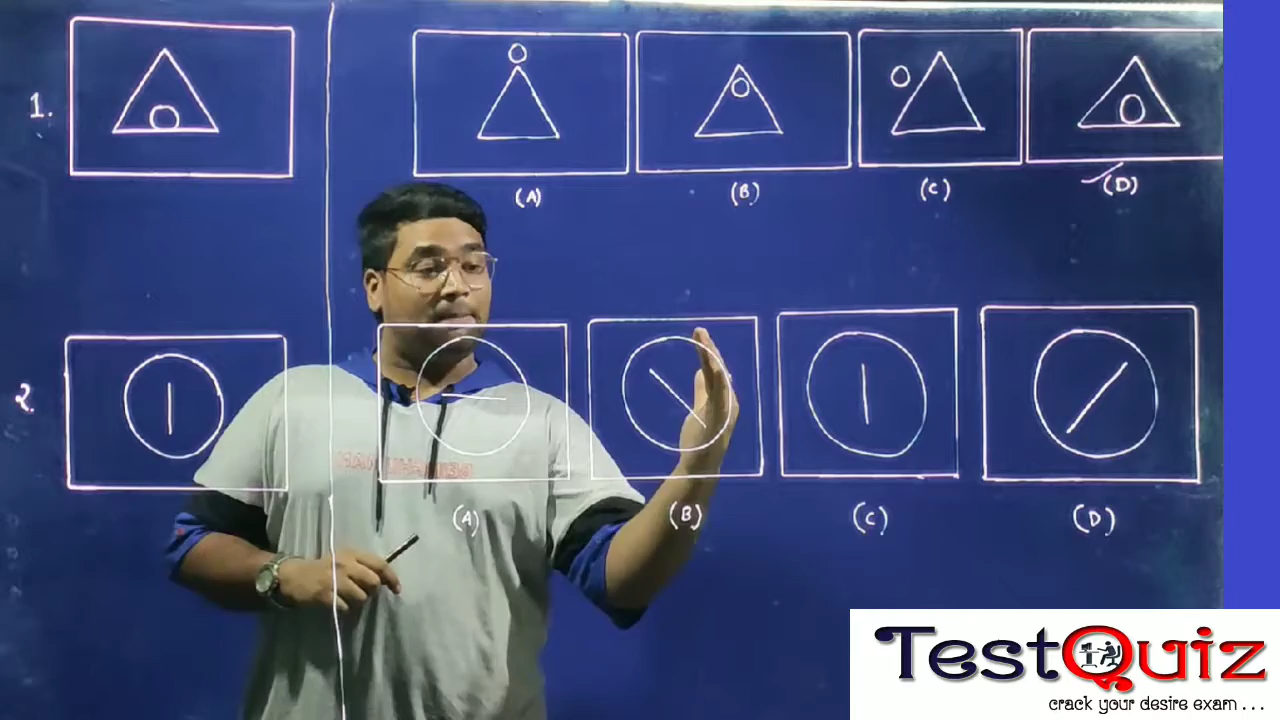 1.
(A) (B) (C) (D)
2.
(A) (B) (C) (D)
TestQuiz
crack your desire exam . . .